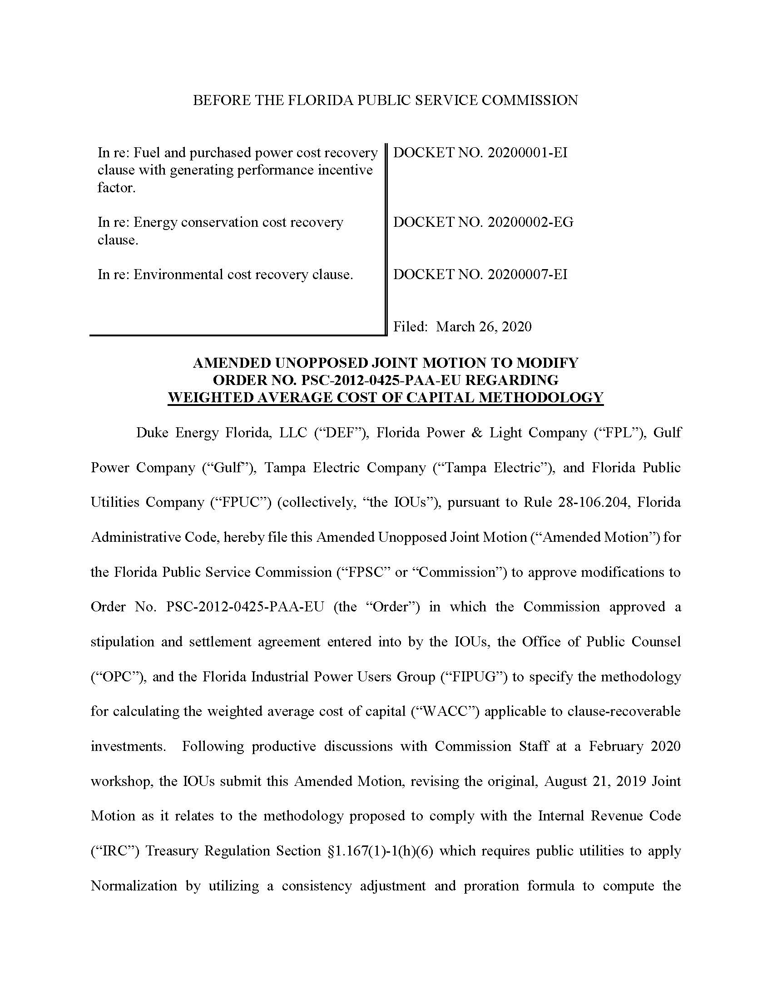 BEFORE THE FLORIDA PUBLIC SERVICE COMMISSION
In re: Fuel and purchased power cost recovery
clause with generating performance incentive
factor.
DOCKET NO. 20200001-EI
In re: Energy conservation cost recovery
clause.
DOCKET NO. 20200002-EG
In re: Environmental cost recovery clause.
DOCKET NO. 20200007-EI
Filed: March 26, 2020
AMENDED UNOPPOSED JOINT MOTION TO MODIFY
ORDER NO. PSC-2012-0425-PAA-EU REGARDING
WEIGHTED AVERAGE COST OF CAPITAL METHODOLOGY
Duke Energy Florida, LLC (“DEF”), Florida Power & Light Company (“FPL”), Gulf
Power Company (“Gulf”), Tampa Electric Company (“Tampa Electric”), and Florida Public
Utilities Company (“FPUC”) (collectively, “the IOUs”), pursuant to Rule 28-106.204, Florida
Administrative Code, hereby file this Amended Unopposed Joint Motion (“Amended Motion”) for
the Florida Public Service Commission (“FPSC” or “Commission”) to approve modifications to
Order No. PSC-2012-0425-PAA-EU (the “Order”) in which the Commission approved a
stipulation and settlement agreement entered into by the IOUs, the Office of Public Counsel
(“OPC”), and the Florida Industrial Power Users Group (“FIPUG”) to specify the methodology
for calculating the weighted average cost of capital (“WACC”) applicable to clause-recoverable
investments. Following productive discussions with Commission Staff at a February 2020
workshop, the IOUs submit this Amended Motion, revising the original, August 21, 2019 Joint
Motion as it relates to the methodology proposed to comply with the Internal Revenue Code
(“IRC”) Treasury Regulation Section §1.167(1)-1(h)(6) which requires public utilities to apply
Normalization by utilizing a consistency adjustment and proration formula to compute the